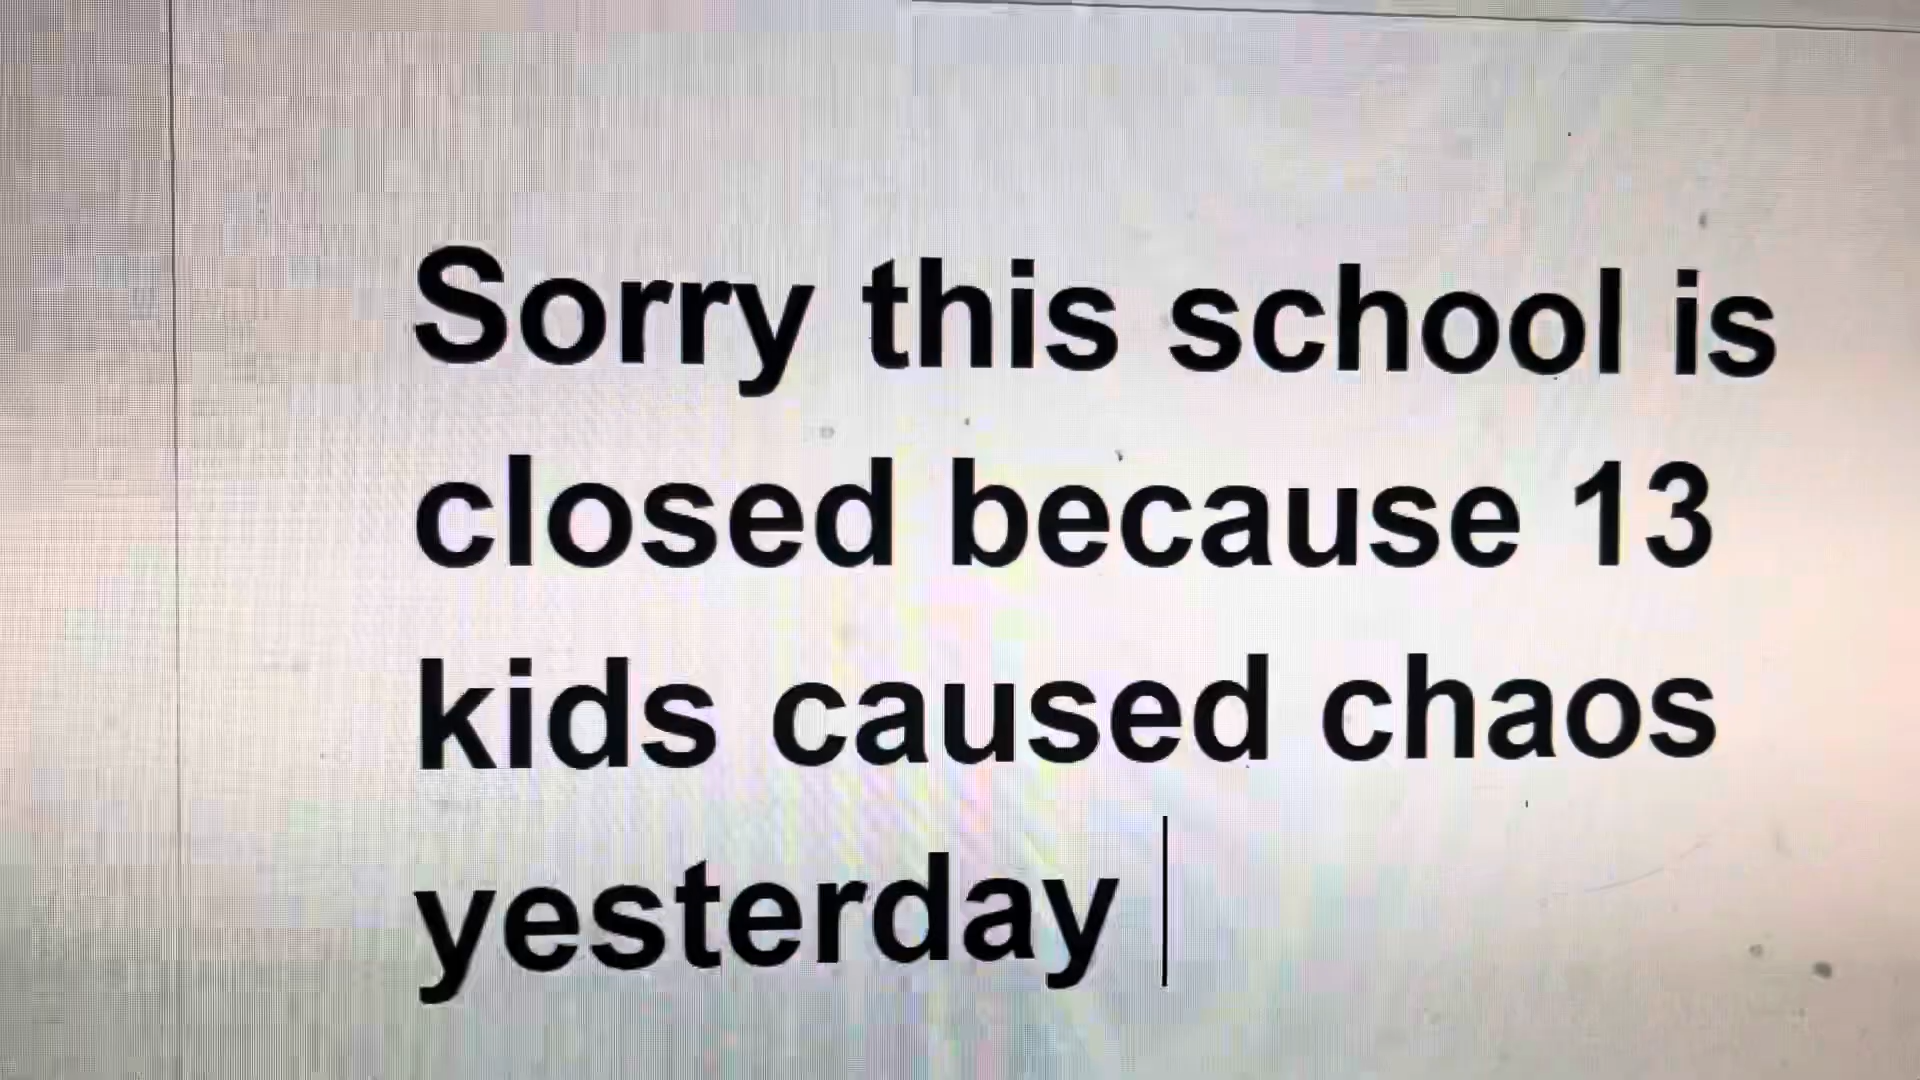 Sorry this school is
closed because 13
kids caused chaos
yesterday